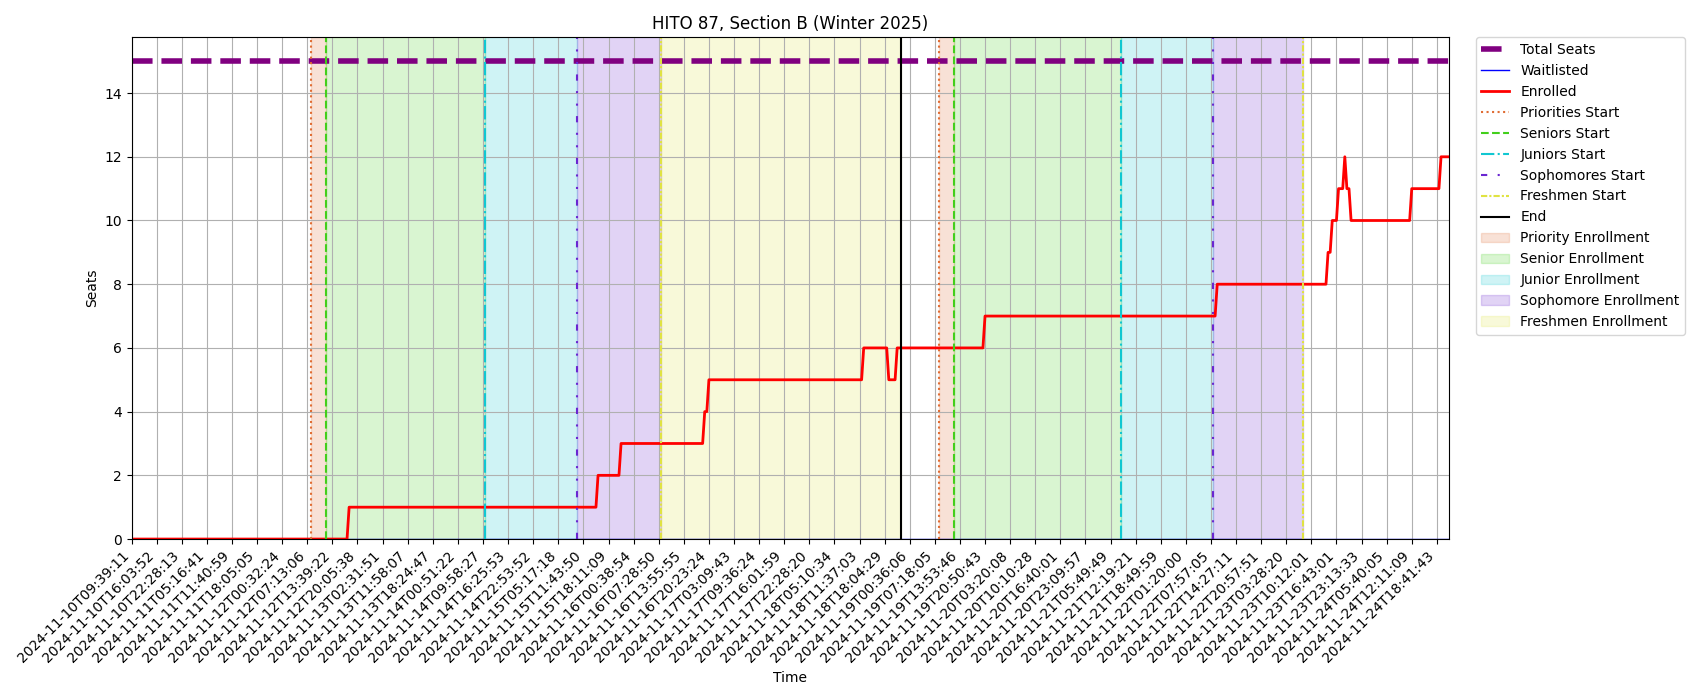 HITO 87, Section B (Winter 2025)
Seats
14
12
10
8
6
4
2
0
2024-11-10T09:39:11
2024-11-10T16:03:52
2024-11-10T22:28:13
2024-11-11T05:16:41
2024-11-11T11:40:59
2024-11-11T18:05:05
2024-11-12T00:32:24
2024-11-12T07:13:06
2024-11-12T13:39:22
2024-11-12T20:05:38
2024-11-13T02:31:51
2024-11-13T11:58:07
2024-11-13T18:24:47
2024-11-14T00:51:22
2024-11-14T09:58:27
2024-11-14T16:25:53
2024-11-14T22:53:52
2024-11-15T05:17:18
2024-11-15T11:43:50
2024-11-15T18:11:09
2024-11-16T00:38:54
2024-11-16T07:28:50
2024-11-16T13:55:55
2024-11-16T20:23:24
2024-11-17T03:09:43
2024-11-17T09:36:24
2024-11-17T16:01:59
2024-11-17T22:28:20
2024-11-18T05:10:34
2024-11-18T11:37:03
2024-11-18T18:04:29
2024-11-19T00:36:06
2024-11-19T07:18:05
2024-11-19T13:53:46
2024-11-19T20:50:43
2024-11-20T03:20:08
2024-11-20T10:10:28
2024-11-20T16:40:01
2024-11-20T23:09:57
2024-11-21T05:49:49
2024-11-21T12:19:21
2024-11-21T18:49:59
2024-11-22T01:20:00
2024-11-22T07:57:05
2024-11-22T14:27:11
2024-11-22T20:57:51
2024-11-23T03:28:20
2024-11-23T10:12:01
2024-11-23T16:43:01
2024-11-23T23:13:33
2024-11-24T05:40:05
2024-11-24T12:11:09
2024-11-24T18:41:43
Time
Total Seats
Waitlisted
Enrolled
Priorities Start
Seniors Start
Juniors Start
Sophomores Start
Freshmen Start
End
Priority Enrollment
Senior Enrollment
Junior Enrollment
Sophomore Enrollment
Freshmen Enrollment